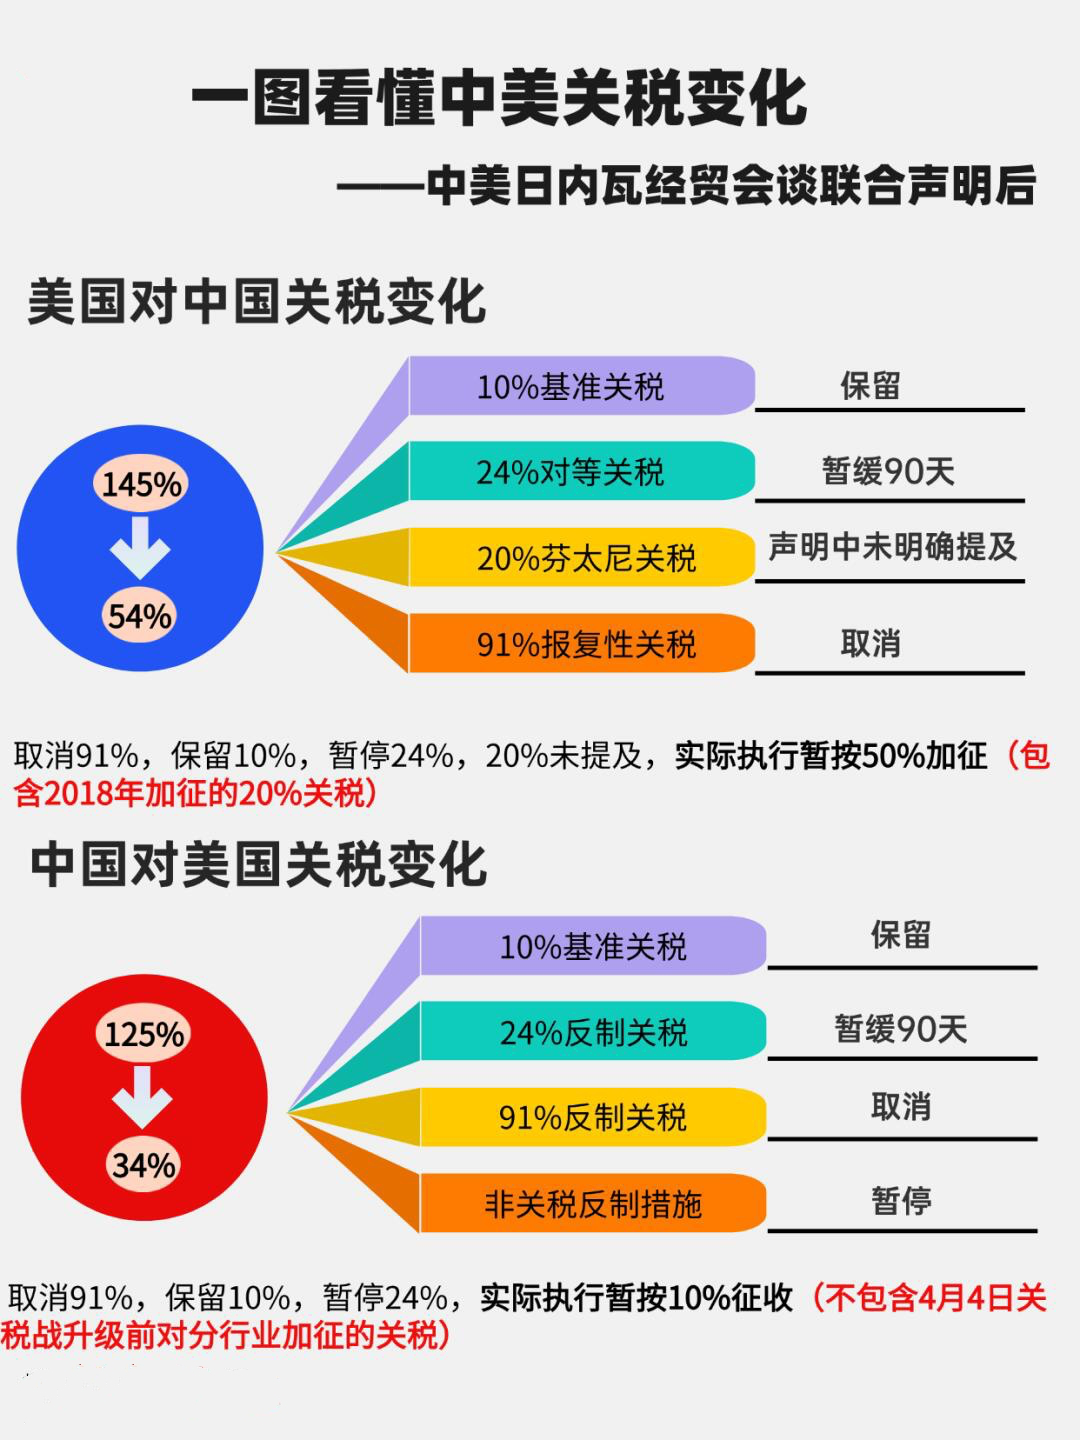 一图看懂中美关税变化
——中美日内瓦经贸会谈联合声明后
美国对中国关税变化
145%
54%
10%基准关税
保留
24%对等关税
暂缓90天
20%芬太尼关税
声明中未明确提及
91%报复性关税
取消
取消91%，保留10%，暂停24%，20%未提及，实际执行暂按50%加征（包
含2018年加征的20%关税）
中国对美国关税变化
125%
34%
10%基准关税
保留
24%反制关税
暂缓90天
91%反制关税
取消
非关税反制措施
暂停
取消91%，保留10%，暂停24%，实际执行暂按10%征收（不包含4月4日关
税战升级前对分行业加征的关税）